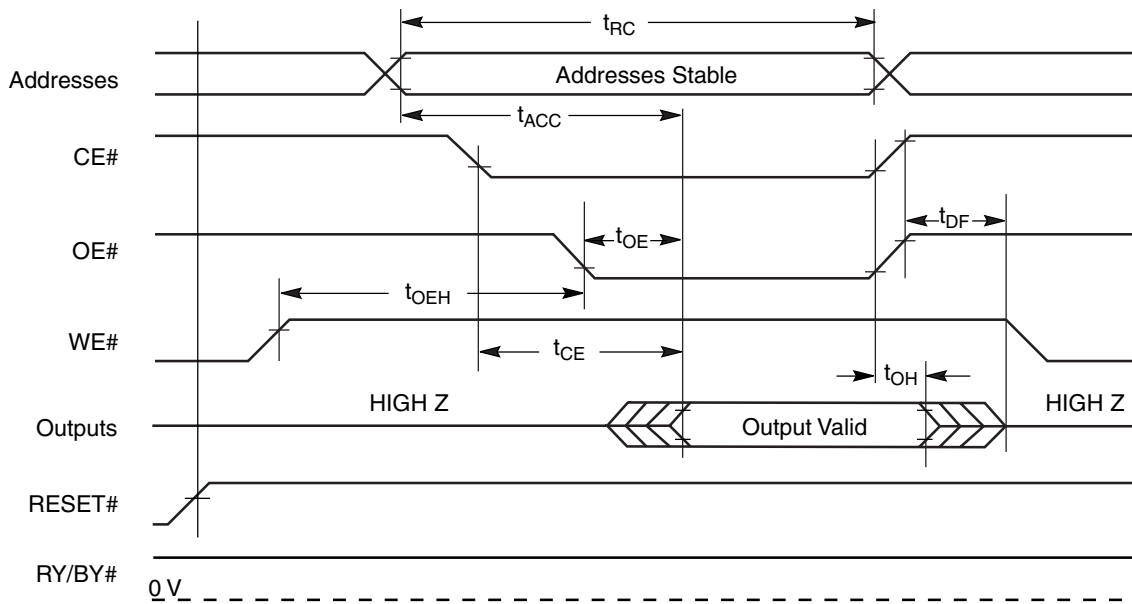 tRC
Addresses
Addresses Stable
tACC
CE#
tDF
OE#
tOE
tOEH
WE#
tCE
tOH
HIGH Z
HIGH Z
Outputs
Output Valid
RESET#
RY/BY#
0 V